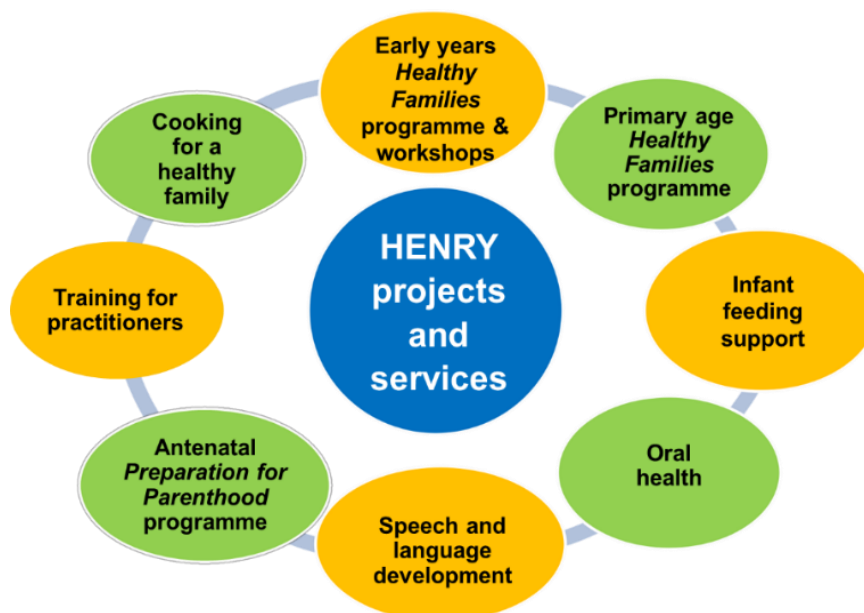 Early years
Healthy
Families
programme &
workshops
Primary age
Healthy
Families
programme
Infant
feeding
support
Oral
health
Speech and
language
development
Antenatal
Preparation for
Parenthood
programme
Training for
practitioners
Cooking
for a
healthy
family
HENRY
projects
and
services